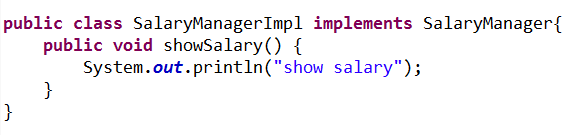 public class SalaryManagerImpl implements SalaryManager{
    public void showSalary() {
        System.out.println("show salary");
    }
}